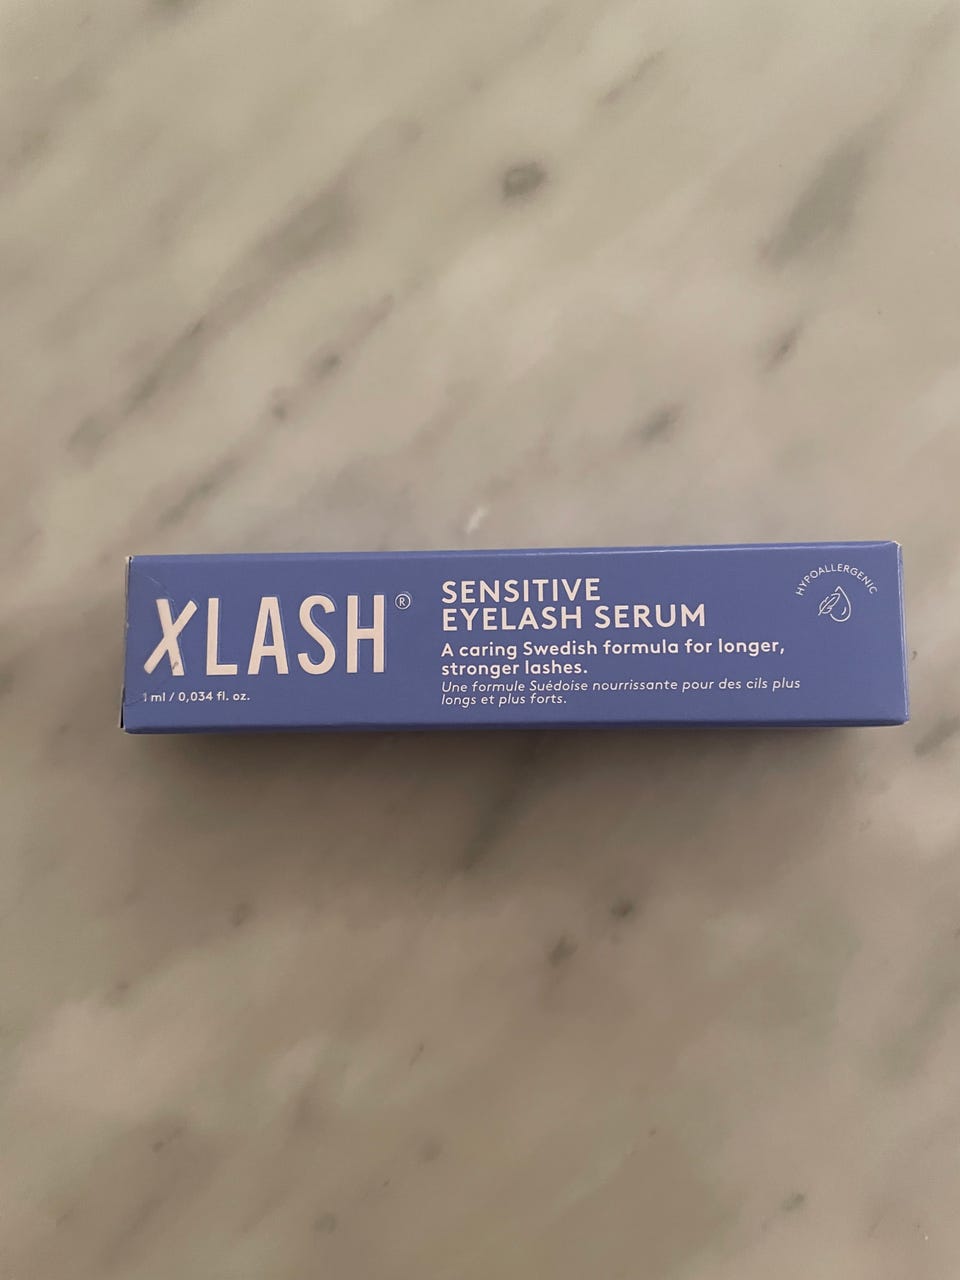 XLASH®
1 ml / 0,034 fl. oz.
SENSITIVE
EYELASH SERUM
A caring Swedish formula for longer,
stronger lashes.
Une formule Suédoise nourrissante pour des cils plus
longs et plus forts.
HYPOALLERGENIC